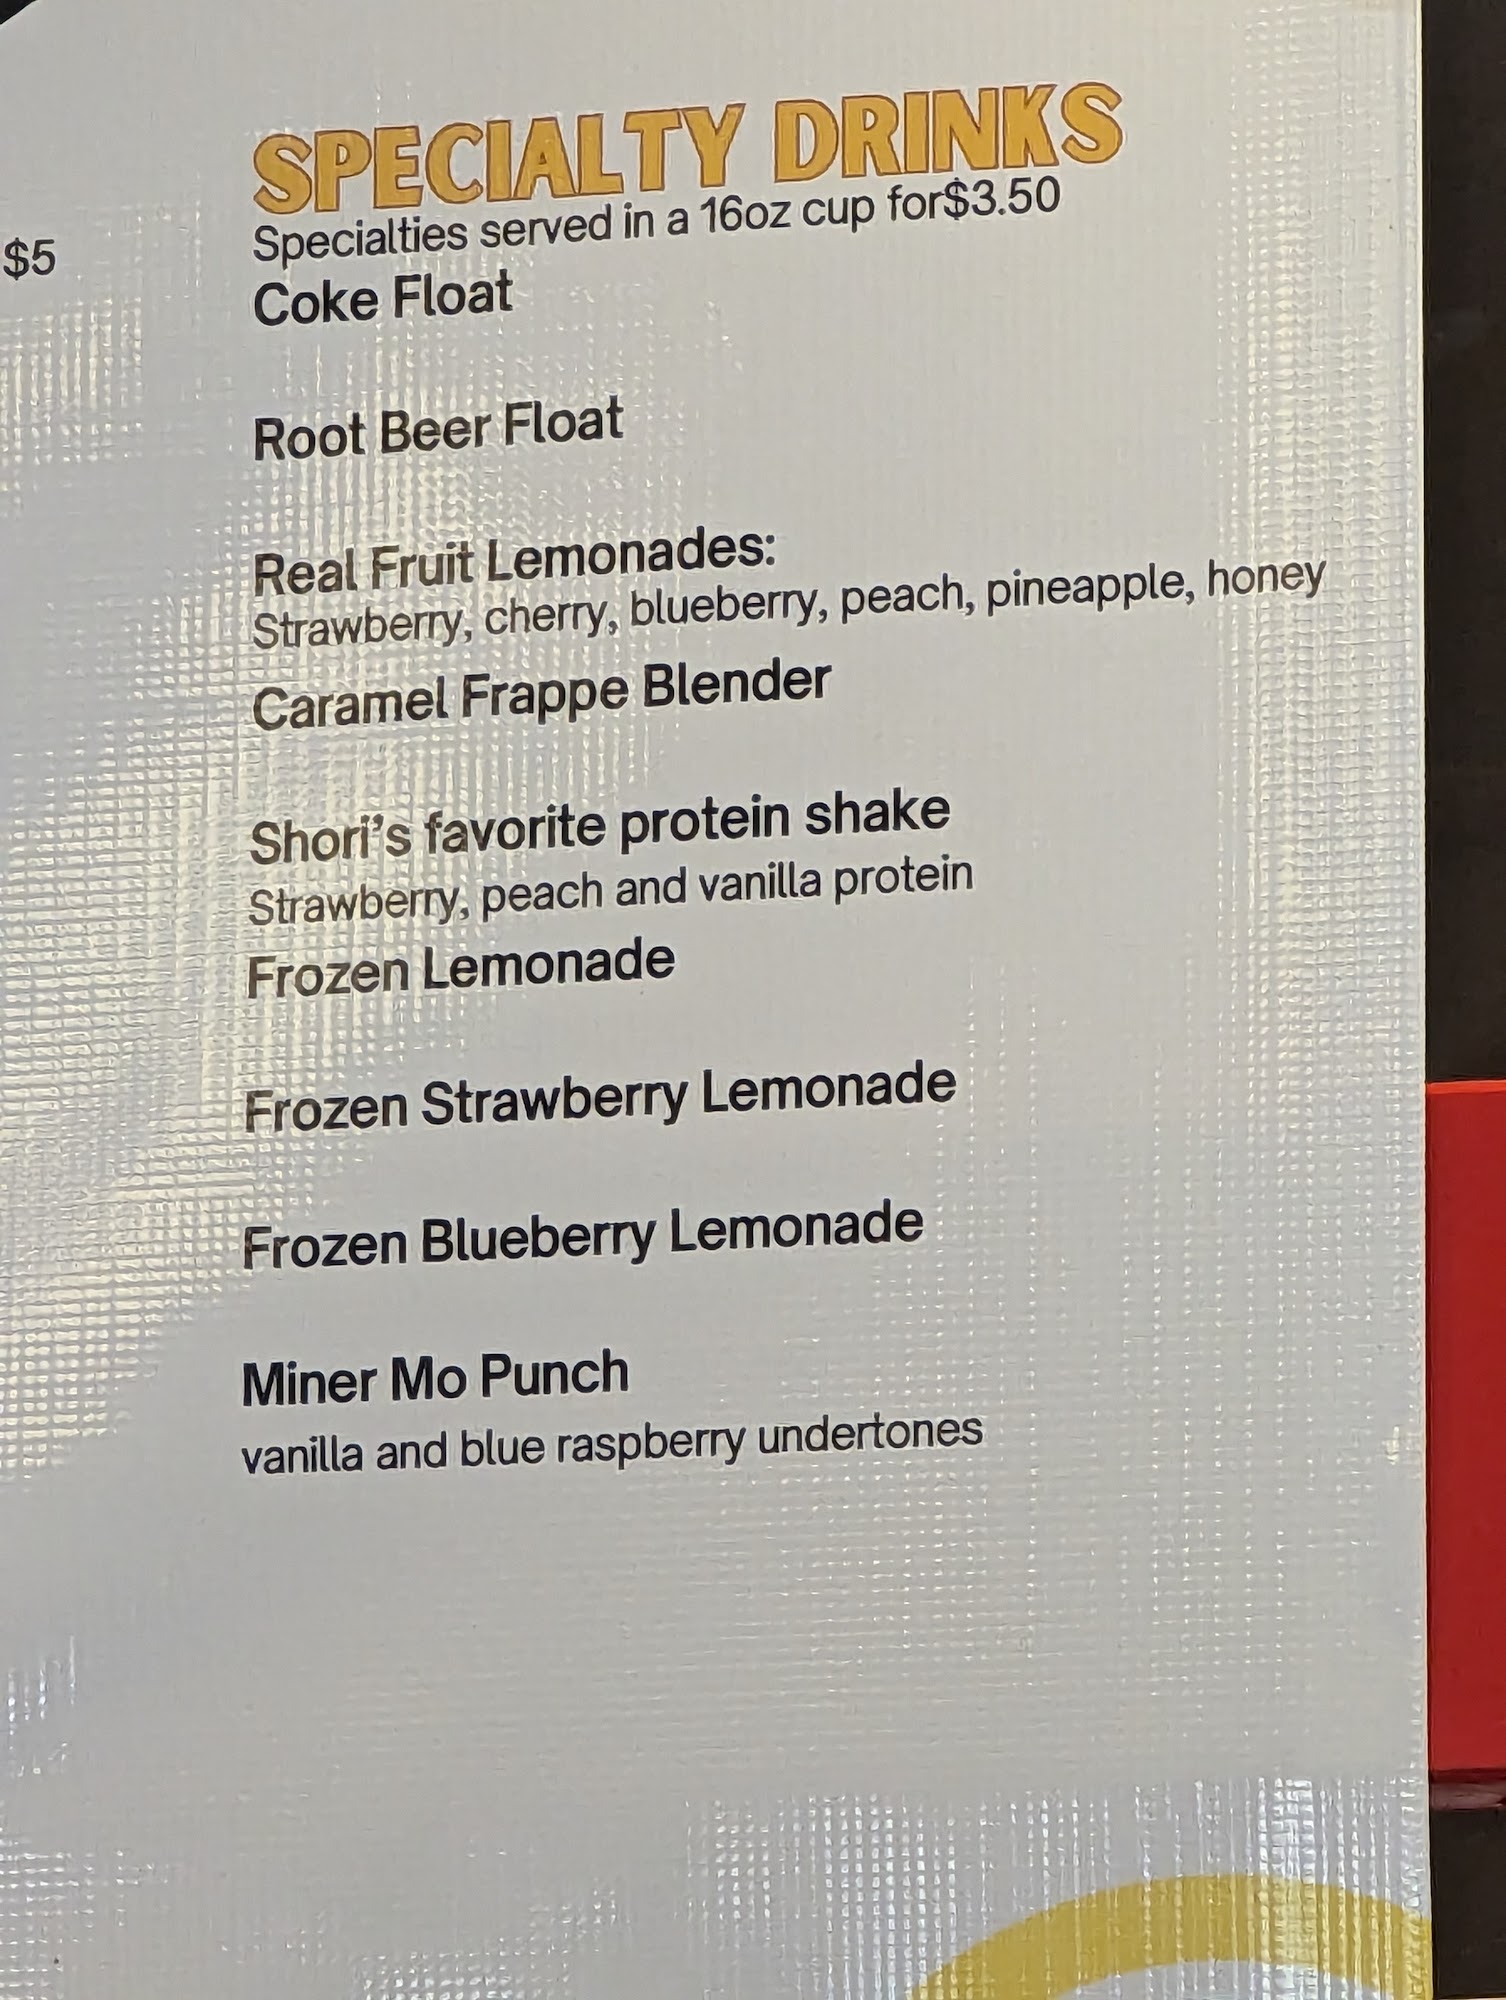 SPECIALTY DRINKS
Specialties served in a 16oz cup for$3.50
$5
Coke Float
Root Beer Float
Real Fruit Lemonades:
Strawberry, cherry, blueberry, peach, pineapple, honey
Caramel Frappe Blender
Shori's favorite protein shake
Strawberry, peach and vanilla protein
Frozen Lemonade
Frozen Strawberry Lemonade
Frozen Blueberry Lemonade
Miner Mo Punch
vanilla and blue raspberry undertones